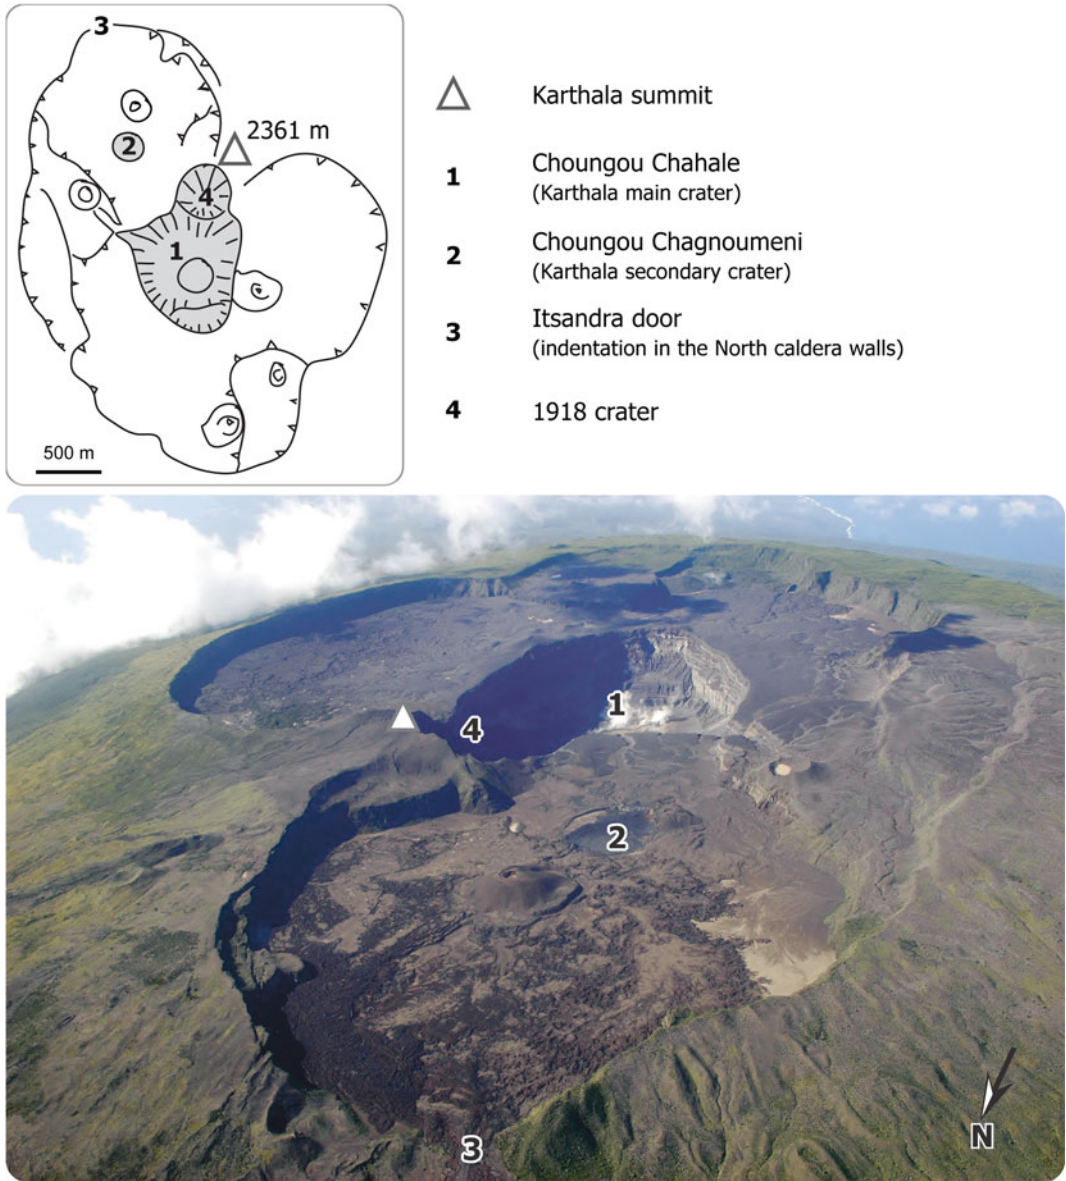 3
2
2361 m
4
1
500 m
Karthala summit
1
Choungou Chahale
(Karthala main crater)
2
Choungou Chagnoumeni
(Karthala secondary crater)
3
Itsandra door
(indentation in the North caldera walls)
4
1918 crater
1
4
2
3
N